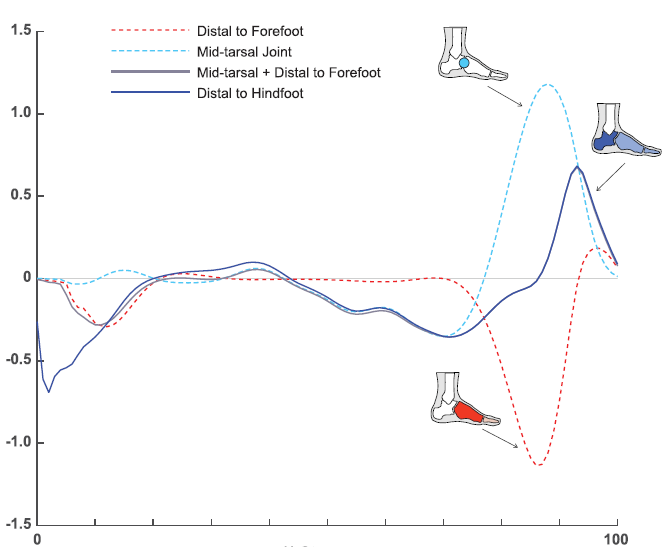 1.5
Distal to Forefoot
Mid-tarsal Joint
Mid-tarsal + Distal to Forefoot
Distal to Hindfoot
1.0
0.5
0
-0.5
-1.0
-1.5
0
100